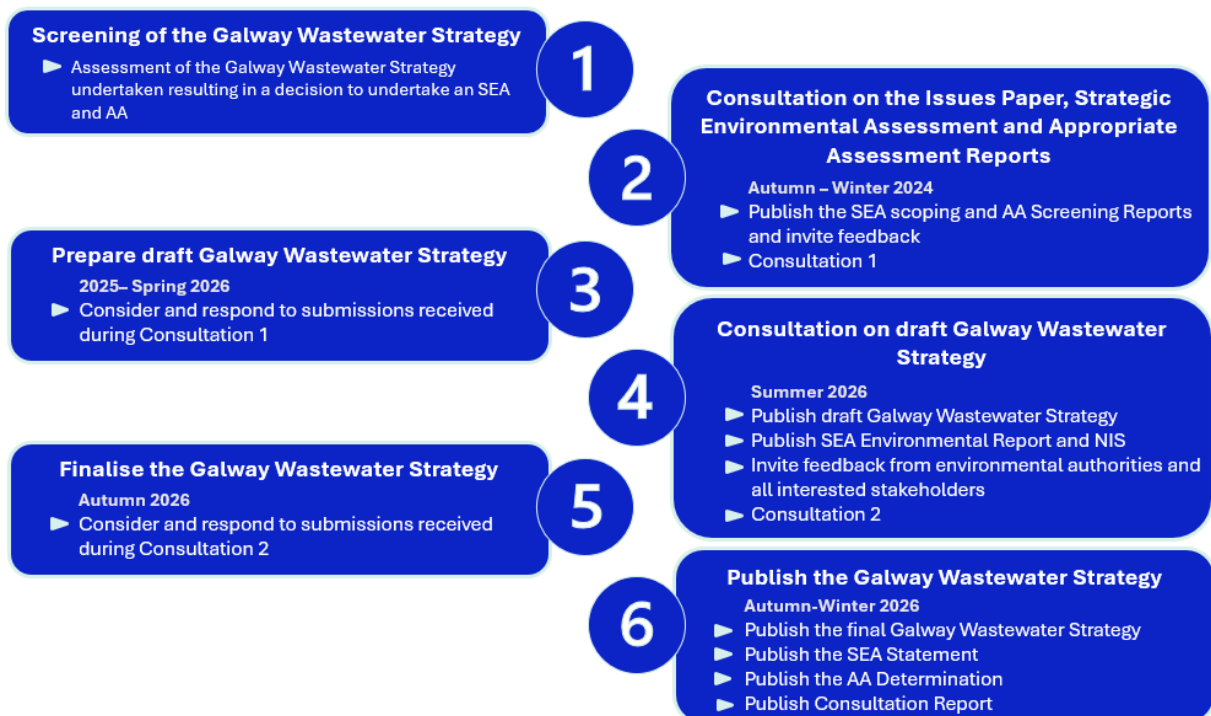 Screening of the Galway Wastewater Strategy
Assessment of the Galway Wastewater Strategy
undertaken resulting in a decision to undertake an SEA
and AA
1
Consultation on the Issues Paper, Strategic
Environmental Assessment and Appropriate
Assessment Reports
Autumn – Winter 2024
Publish the SEA scoping and AA Screening Reports
and invite feedback
Consultation 1
2
Prepare draft Galway Wastewater Strategy
2025– Spring 2026
Consider and respond to submissions received
during Consultation 1
3
Consultation on draft Galway Wastewater
Strategy
Summer 2026
Publish draft Galway Wastewater Strategy
Publish SEA Environmental Report and NIS
Invite feedback from environmental authorities and
all interested stakeholders
Consultation 2
4
Finalise the Galway Wastewater Strategy
Autumn 2026
Consider and respond to submissions received
during Consultation 2
5
Publish the Galway Wastewater Strategy
Autumn-Winter 2026
Publish the final Galway Wastewater Strategy
Publish the SEA Statement
Publish the AA Determination
Publish Consultation Report
6